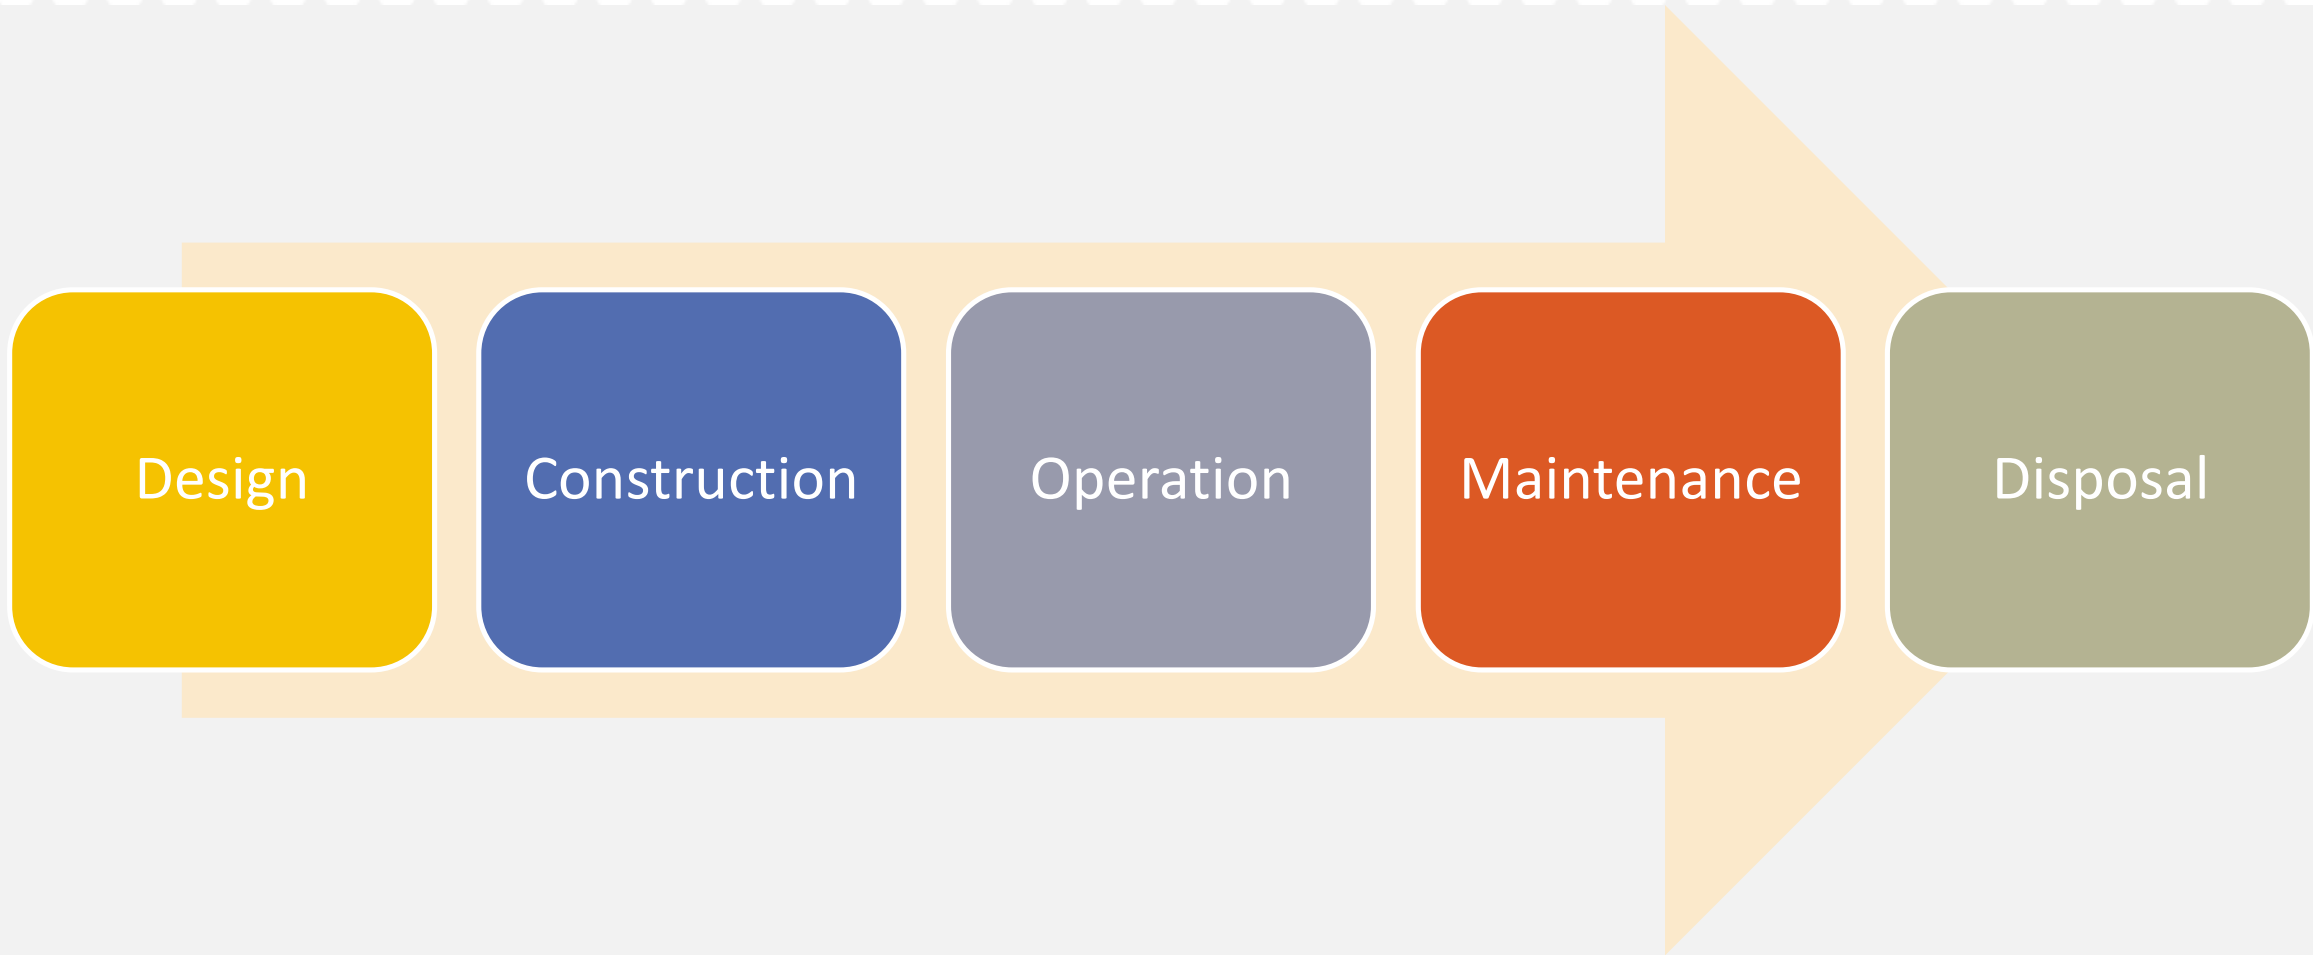 Design
Construction
Operation
Maintenance
Disposal